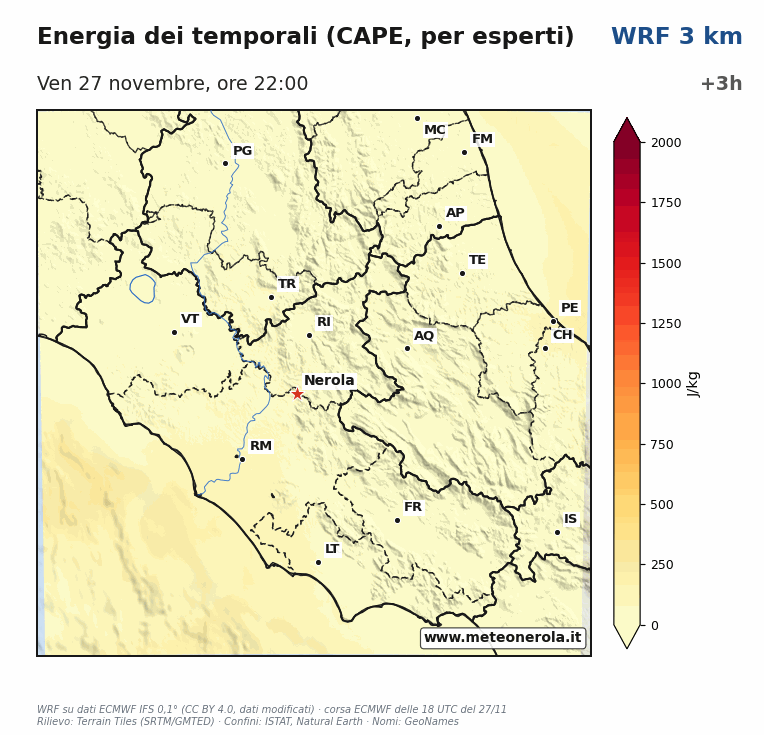 Energia dei temporali (CAPE, per esperti) WRF 3 km
Ven 27 novembre, ore 22:00 +3h
MC
FM
PG
AP
TE
TR
PE
VT
RI
AQ
CH
Nerola
RM
FR
IS
LT
www.meteonerola.it
2000
1750
1500
1250
1000
750
500
250
0
J/kg
WRF su dati ECMWF IFS 0,1° (CC BY 4.0, dati modificati) · corsa ECMWF delle 18 UTC del 27/11
Rilievo: Terrain Tiles (SRTM/GMTED) · Confini: ISTAT, Natural Earth · Nomi: GeoNames